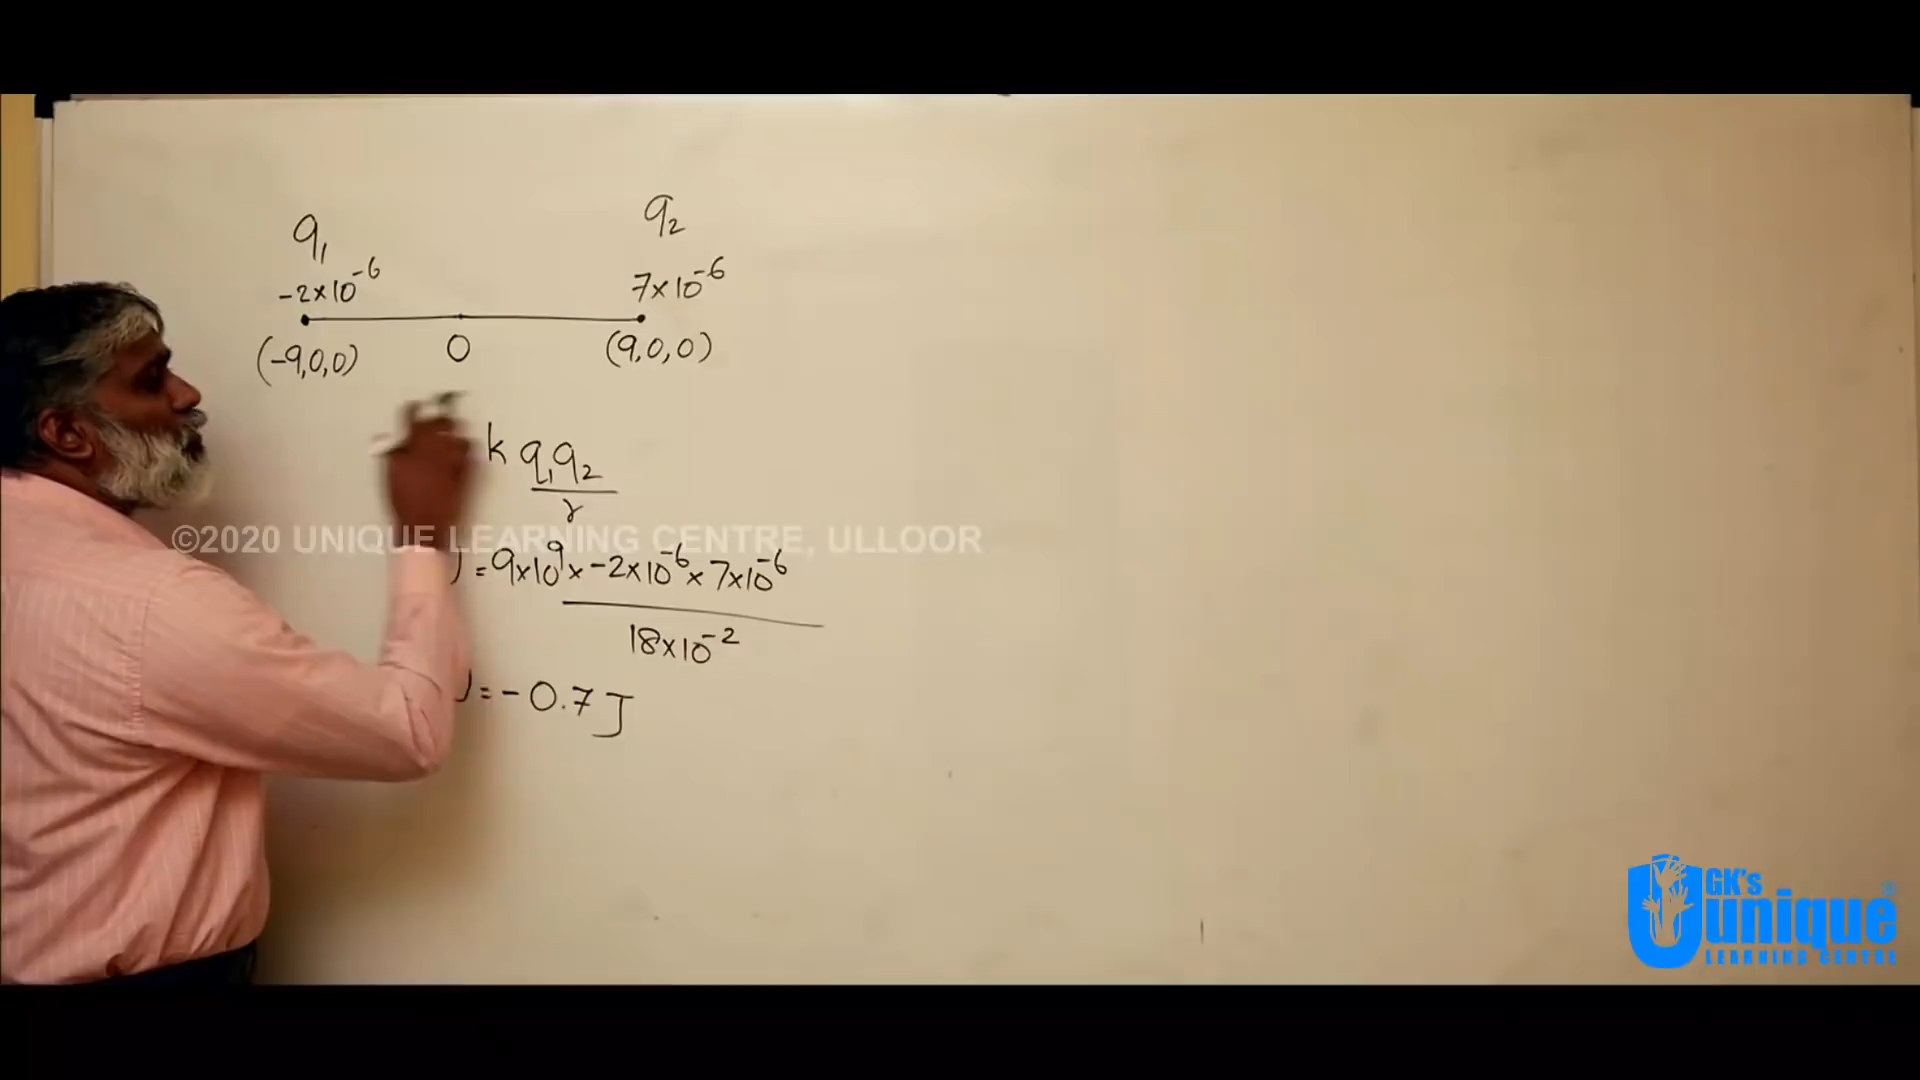 q₁
q₂
-2×10⁻⁶
7×10⁻⁶
(-9,0,0)
O
(9,0,0)
k q₁q₂
r
©2020 UNIQUE LEARNING CENTRE, ULLOOR
=9×10⁹×-2×10⁻⁶×7×10⁻⁶
18×10⁻²
=-0.7 J
GK's
unique
LEARNING CENTRE